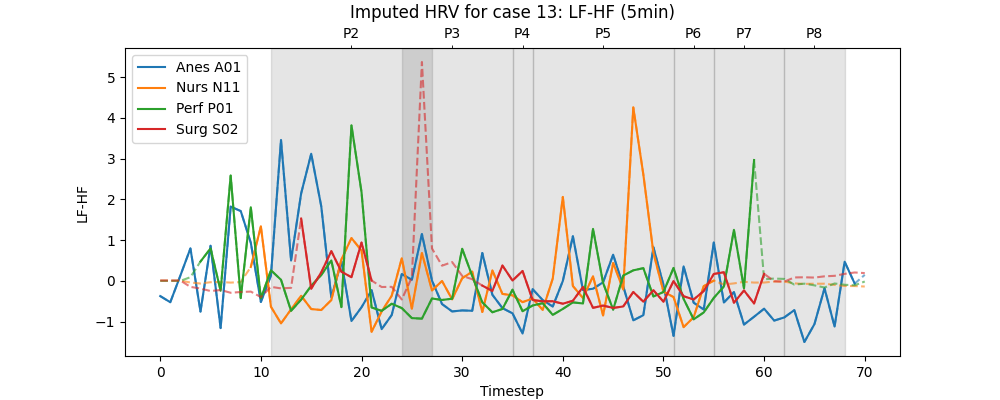 Imputed HRV for case 13: LF-HF (5min)
P2 P3 P4 P5 P6 P7 P8
Anes A01
Nurs N11
Perf P01
Surg S02
5
4
3
2
1
0
−1
LF-HF
0 10 20 30 40 50 60 70
Timestep